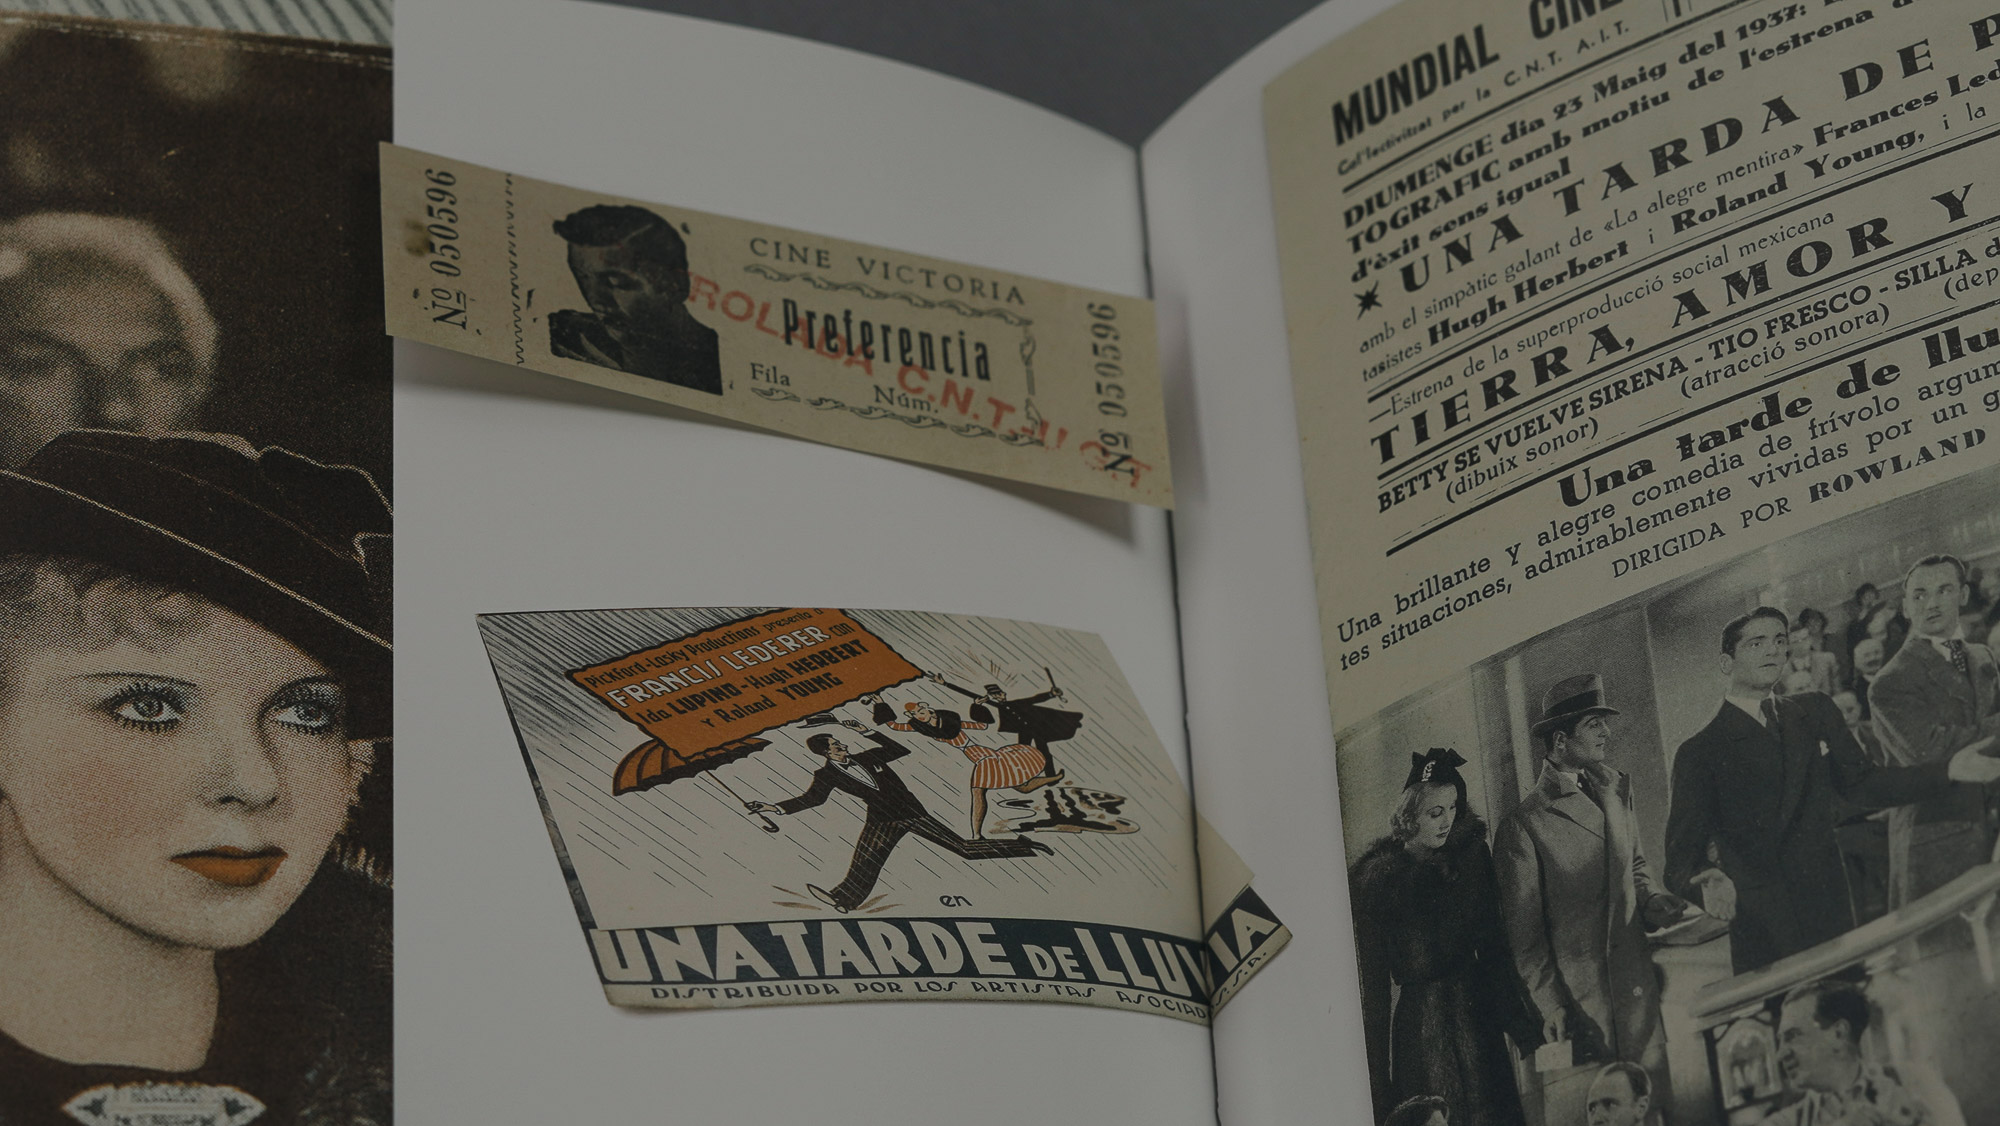 Nº 050596
CINE VICTORIA
Preferencia
Fila
Núm.
ROLADA C.N.T.-U.G.T.
Nº 050596
Pickford-Lasky Productions presenta a
FRANCIS LEDERER con
Ida LUPINO - Hugh HERBERT
Y Roland YOUNG
en
UNA TARDE DE LLUVIA
DISTRIBUIDA POR LOS ARTISTAS ASOCIAD S.S.A.
MUNDIAL CINE
Col·lectivitzat per la C.N.T. A.I.T.
DIUMENGE dia 23 Maig del 1937:
TOGRAFIC amb motiu de l'estrena
d'èxit sens igual
UNA TARDA DE P
amb el simpàtic galant de «La alegre mentira» Frances Led
tasistes Hugh Herbert i Roland Young, i la
—Estrena de la superproducció social mexicana
TIERRA, AMOR Y
BETTY SE VUELVE SIRENA - TIO FRESCO - SILLA d
(dibuix sonor) (atracció sonora) (dep
Una tarde de llu
Una brillante y alegre comedia de frívolo argum
tes situaciones, admirablemente vividas por un g
DIRIGIDA POR ROWLAND